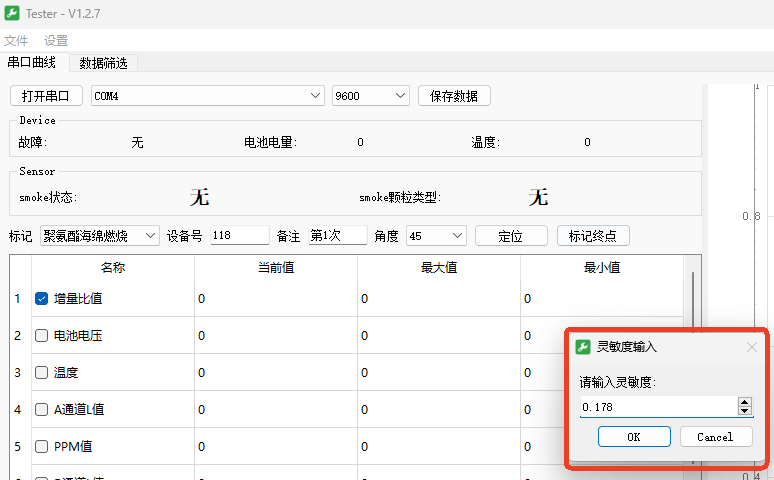 Tester - V1.2.7
文件 设置
串口曲线 数据筛选
打开串口 COM4 9600 保存数据
Device
故障: 无 电池电量: 0 温度: 0
Sensor
smoke状态: 无 smoke颗粒类型: 无
标记 聚氨酯海绵燃烧 设备号 118 备注 第1次 角度 45 定位 标记终点
名称 当前值 最大值 最小值
1 增量比值 0 0 0
2 电池电压 0 0 0
3 温度 0 0 0
4 A通道L值 0 0 0
5 PPM值 0 0 0
1
0.8
0.4
灵敏度输入
请输入灵敏度:
0.178
OK Cancel